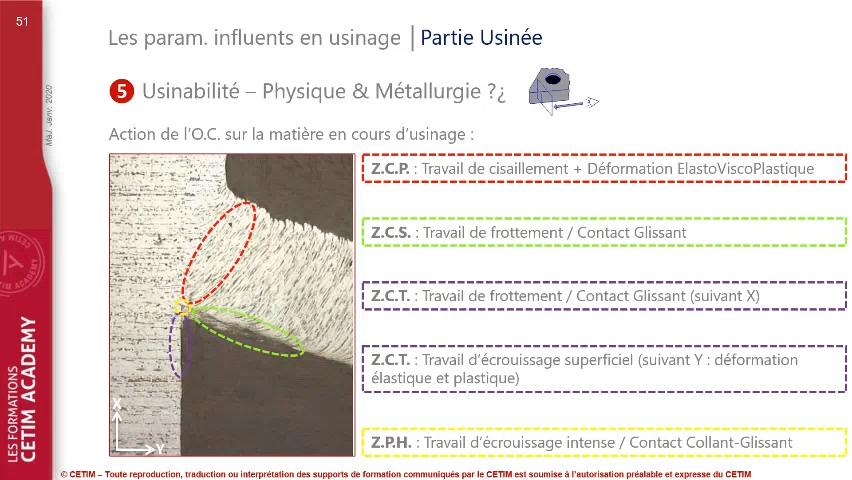 51
Les param. influents en usinage | Partie Usinée
MàJ. Janv. 2020
5 Usinabilité – Physique & Métallurgie ?¿
Action de l'O.C. sur la matière en cours d'usinage :
Z.C.P. : Travail de cisaillement + Déformation ElastoViscoPlastique
Z.C.S. : Travail de frottement / Contact Glissant
Z.C.T. : Travail de frottement / Contact Glissant (suivant X)
Z.C.T. : Travail d'écrouissage superficiel (suivant Y : déformation
élastique et plastique)
Z.P.H. : Travail d'écrouissage intense / Contact Collant-Glissant
X
Y
CETIM ACADEMY
LES FORMATIONS
CETIM ACADEMY
© CETIM – Toute reproduction, traduction ou interprétation des supports de formation communiqués par le CETIM est soumise à l'autorisation préalable et expresse du CETIM